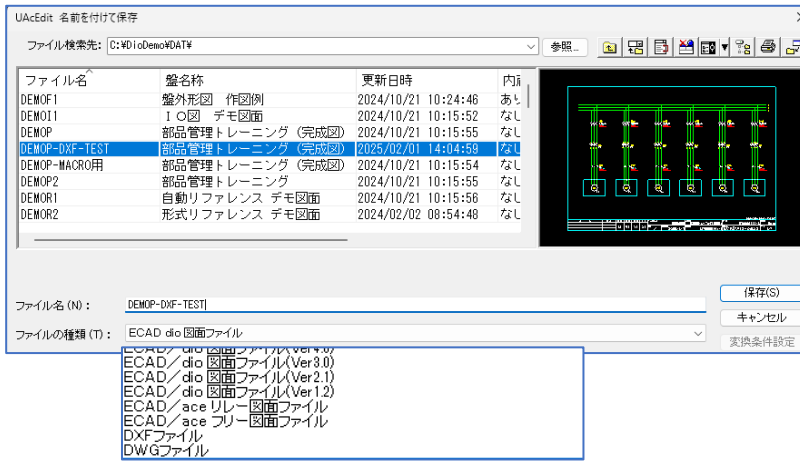 UAcEdit 名前を付けて保存
ファイル検索先: C:¥DioDemo¥DAT¥ 参照...
ファイル名 盤名称 更新日時 内蔵
DEMOF1 盤外形図 作図例 2024/10/21 10:24:46 あり
DEMOI1 ＩＯ図 デモ図面 2024/10/21 10:15:52 なし
DEMOP 部品管理トレーニング（完成図） 2024/10/21 10:15:55 なし
DEMOP-DXF-TEST 部品管理トレーニング（完成図） 2025/02/01 14:04:59 なし
DEMOP-MACRO用 部品管理トレーニング（完成図） 2024/10/21 10:15:54 なし
DEMOP2 部品管理トレーニング 2024/10/21 10:15:55 なし
DEMOR1 自動リファレンス デモ図面 2024/10/21 10:15:56 なし
DEMOR2 形式リファレンス デモ図面 2024/02/02 08:54:48 なし
ファイル名(N)： DEMOP-DXF-TEST 保存(S)
キャンセル
ファイルの種類(T)： ECAD dio 図面ファイル
変換条件設定
ECAD／dio 図面ファイル(Ver4.0)
ECAD／dio 図面ファイル(Ver3.0)
ECAD／dio 図面ファイル(Ver2.1)
ECAD／dio 図面ファイル(Ver1.2)
ECAD／ace リレー図面ファイル
ECAD／ace フリー図面ファイル
DXFファイル
DWGファイル